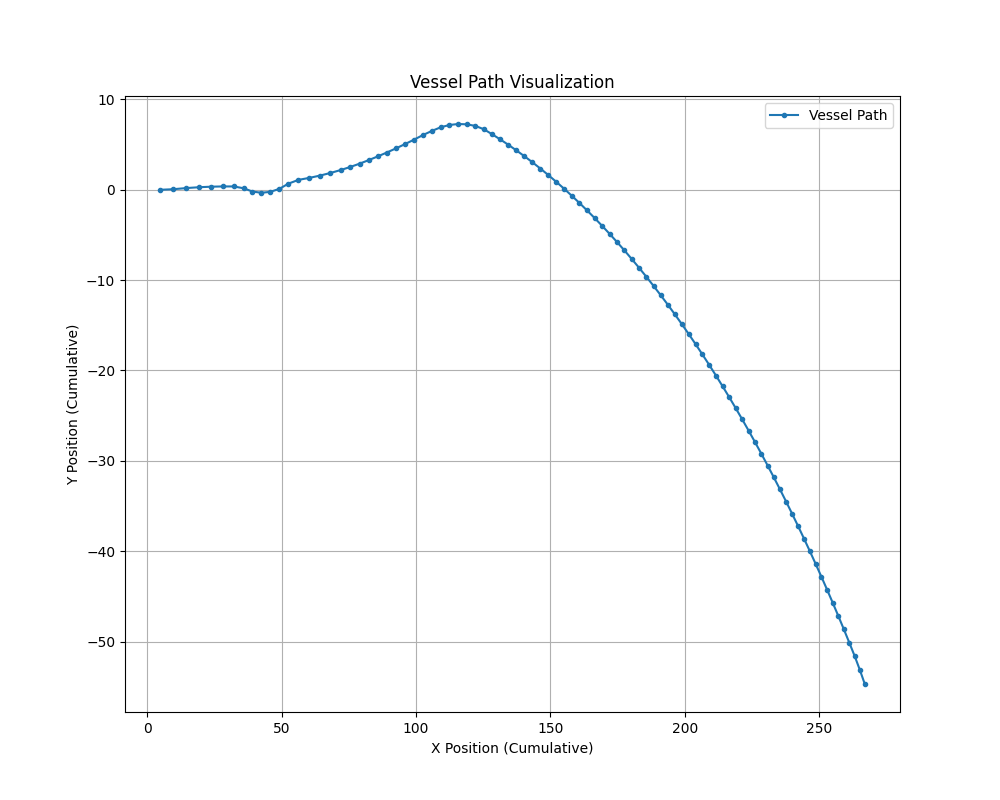 Vessel Path Visualization
Vessel Path
10
0
−10
−20
−30
−40
−50
Y Position (Cumulative)
0 50 100 150 200 250
X Position (Cumulative)